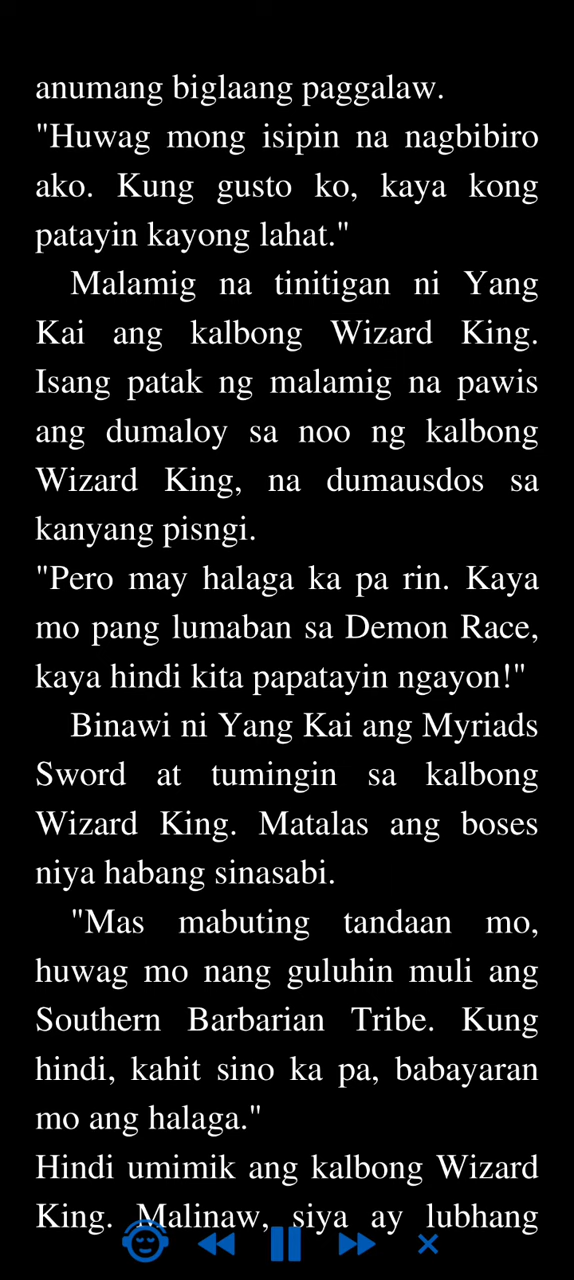 anumang biglaang paggalaw.
"Huwag mong isipin na nagbibiro
ako. Kung gusto ko, kaya kong
patayin kayong lahat."
Malamig na tinitigan ni Yang
Kai ang kalbong Wizard King.
Isang patak ng malamig na pawis
ang dumaloy sa noo ng kalbong
Wizard King, na dumausdos sa
kanyang pisngi.
"Pero may halaga ka pa rin. Kaya
mo pang lumaban sa Demon Race,
kaya hindi kita papatayin ngayon!"
Binawi ni Yang Kai ang Myriads
Sword at tumingin sa kalbong
Wizard King. Matalas ang boses
niya habang sinasabi.
"Mas mabuting tandaan mo,
huwag mo nang guluhin muli ang
Southern Barbarian Tribe. Kung
hindi, kahit sino ka pa, babayaran
mo ang halaga."
Hindi umimik ang kalbong Wizard
King. Malinaw, siya ay lubhang